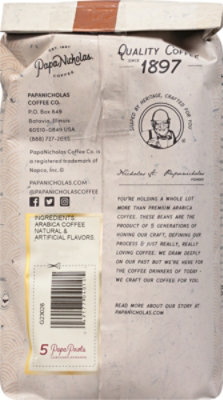 EST. 1897
PapaNicholas
COFFEE
PAPANICHOLAS
COFFEE CO.
P.O. Box 849
Batavia, Illinois
60510-0849 USA
(888) 727-2035
PapaNicholas Coffee Co. is
a registered trademark of
Napco, Inc. ©
@PAPANICHOLASCOFFEE
INGREDIENTS:
ARABICA COFFEE
NATURAL &
ARTIFICIAL FLAVORS.
5 PapaPoints
QUALITY COFFEE
SINCE 1897
SHAPED BY HERITAGE, CRAFTED FOR YOU
Nicholas J. Papanicholas
FOUNDER
YOU'RE HOLDING A WHOLE LOT
MORE THAN PREMIUM ARABICA
COFFEE. THESE BEANS ARE THE
PRODUCT OF 5 GENERATIONS OF
HONING OUR CRAFT, DEFINING OUR
PROCESS & JUST REALLY, REALLY
LOVING COFFEE. WE DRAW DEEPLY
ON OUR PAST BUT WE'RE HERE FOR
THE COFFEE DRINKERS OF TODAY –
WE CRAFT OUR COFFEE FOR YOU.
READ MORE ABOUT OUR STORY AT
PAPANICHOLAS.COM